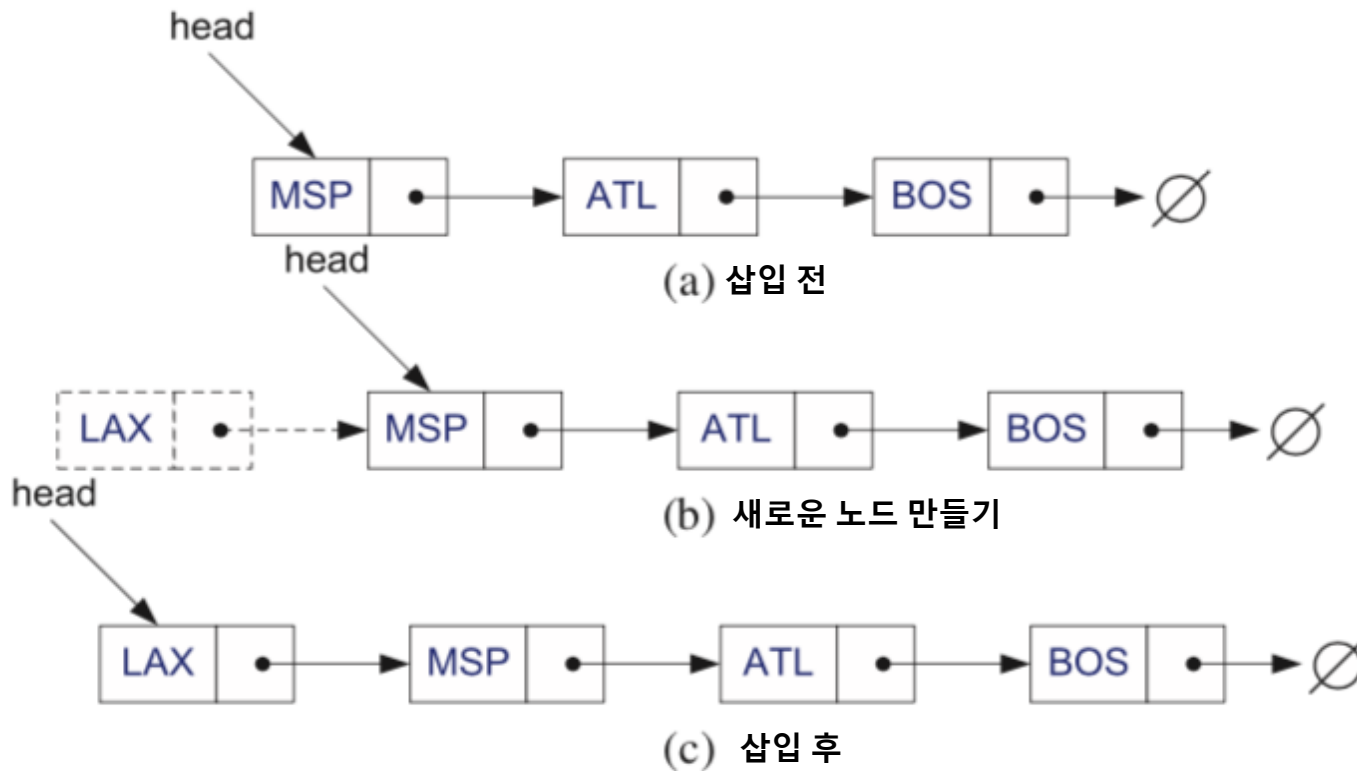 head
MSP ATL BOS ∅
(a) 삽입 전
head
LAX MSP ATL BOS ∅
(b) 새로운 노드 만들기
head
LAX MSP ATL BOS ∅
(c) 삽입 후